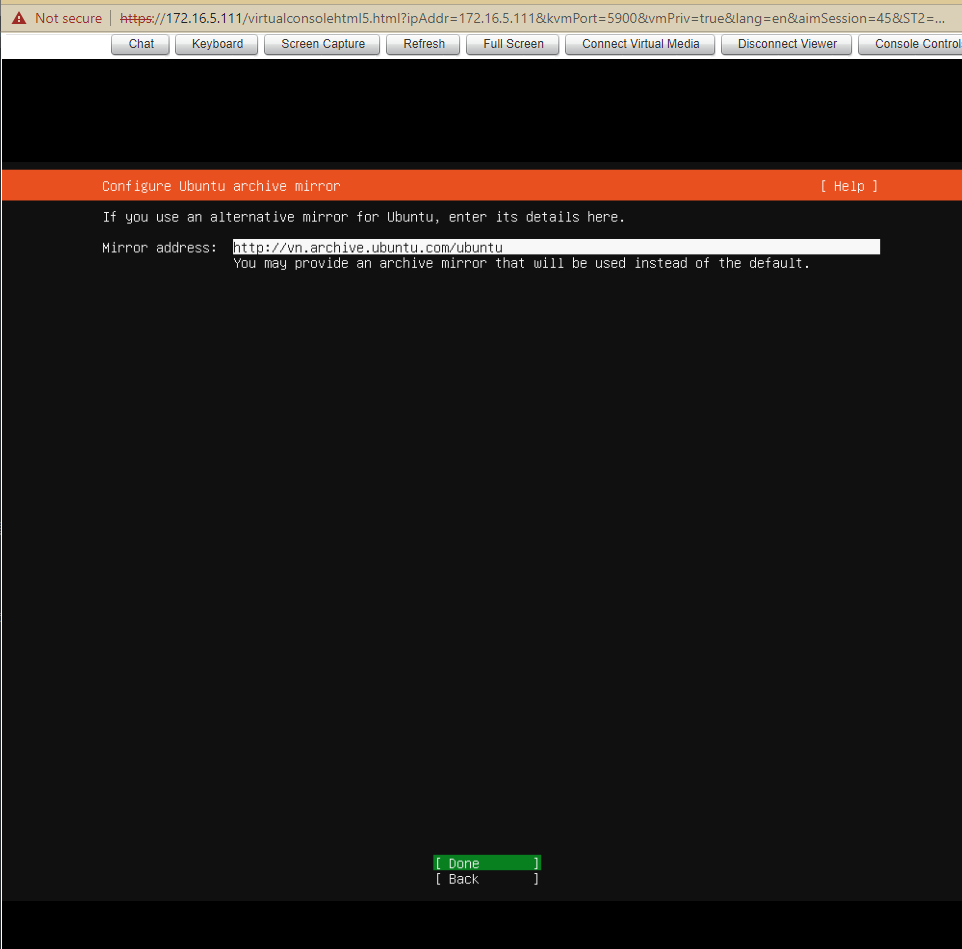 Not secure https://172.16.5.111/virtualconsolehtml5.html?ipAddr=172.16.5.111&kvmPort=5900&vmPriv=true&lang=en&aimSession=45&ST2=...
Chat Keyboard Screen Capture Refresh Full Screen Connect Virtual Media Disconnect Viewer Console Control
Configure Ubuntu archive mirror [ Help ]
If you use an alternative mirror for Ubuntu, enter its details here.
Mirror address: http://vn.archive.ubuntu.com/ubuntu
You may provide an archive mirror that will be used instead of the default.
[ Done ]
[ Back ]